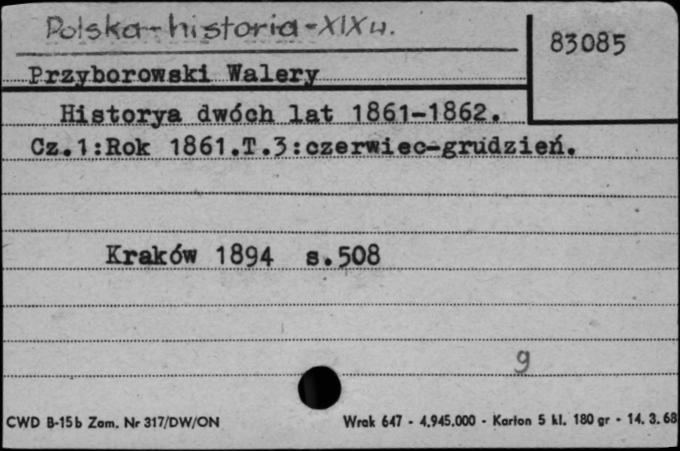 Polska-historia-XIX w.
83085
Przyborowski Walery
Historya dwóch lat 1861-1862.
Cz.1:Rok 1861.T.3:czerwiec-grudzień.
Kraków 1894 s.508
9
CWD B-15b Zam. Nr 317/DW/ON
Wrak 647 - 4.945.000 - Karton 5 kl. 180 gr - 14. 3. 68